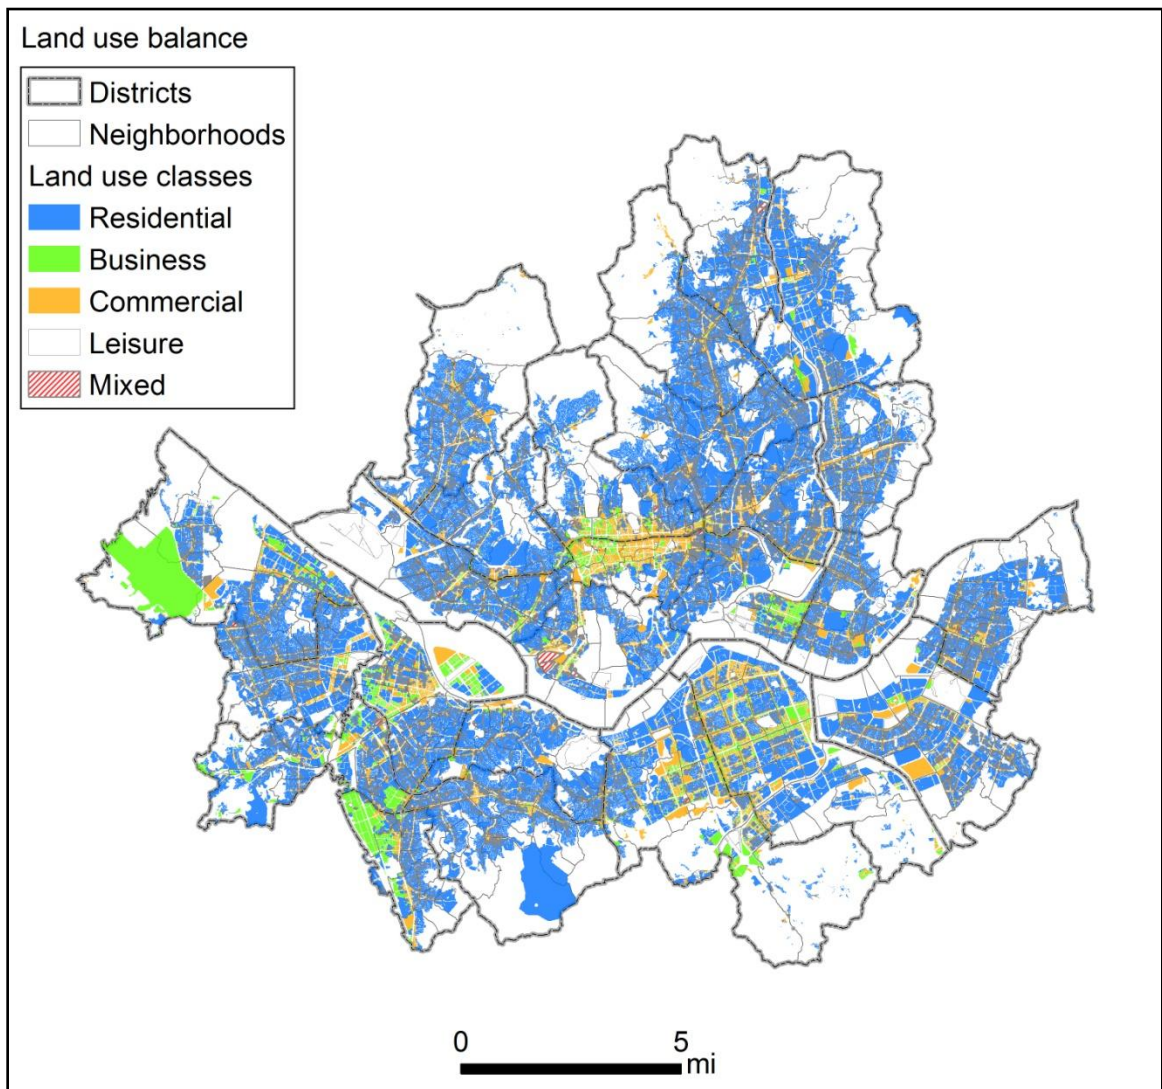 Land use balance
Districts
Neighborhoods
Land use classes
Residential
Business
Commercial
Leisure
Mixed
0 5
mi